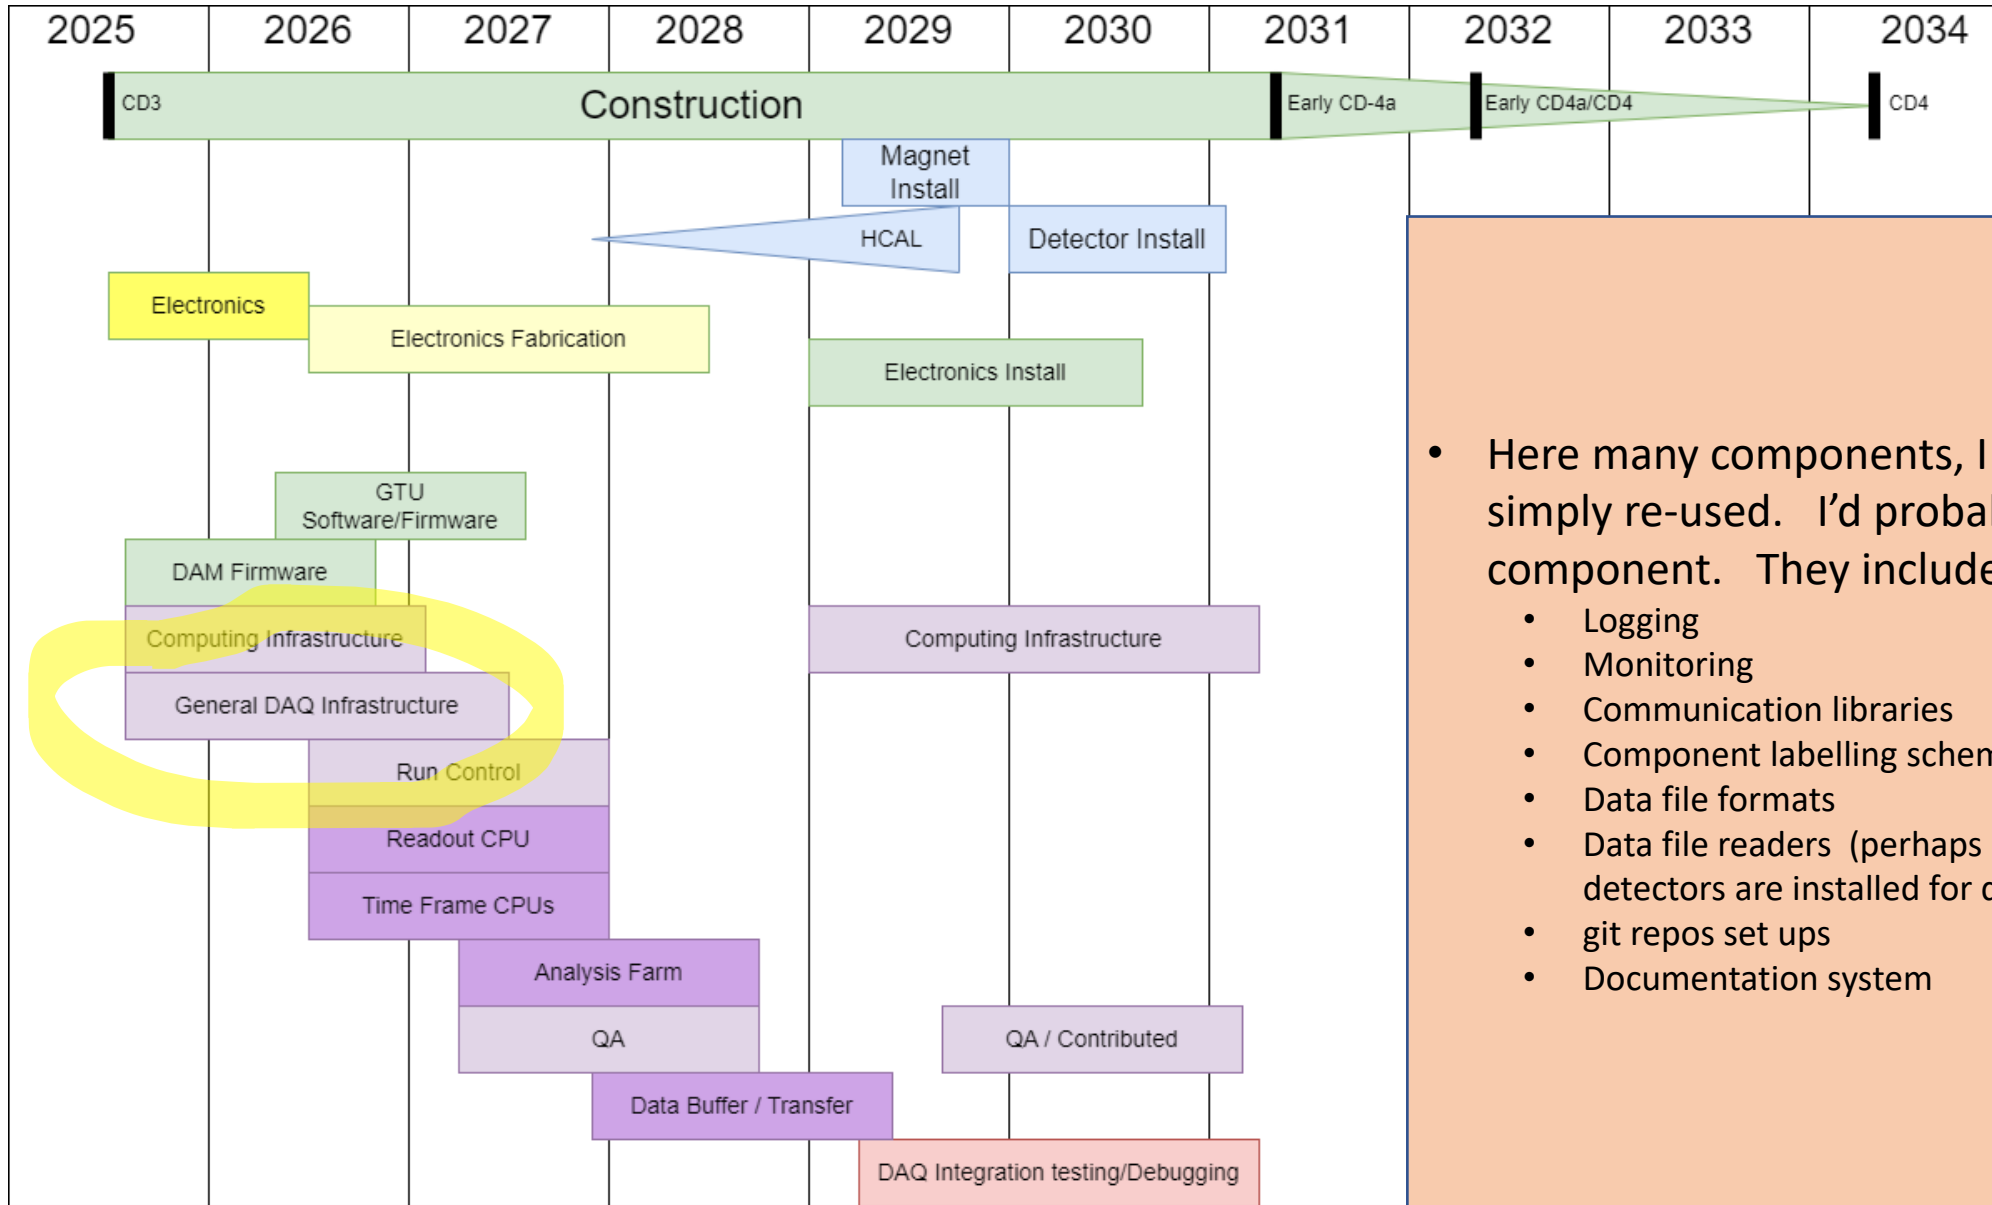 2025 2026 2027 2028 2029 2030 2031 2032 2033 2034
CD3
Construction
Early CD-4a
Early CD4a/CD4
CD4
Magnet
Install
HCAL
Detector Install
Electronics
Electronics Fabrication
Electronics Install
GTU
Software/Firmware
DAM Firmware
Computing Infrastructure
Computing Infrastructure
General DAQ Infrastructure
Run Control
Readout CPU
Time Frame CPUs
Analysis Farm
QA
QA / Contributed
Data Buffer / Transfer
DAQ Integration testing/Debugging
• Here many components, I
simply re-used. I’d
component. They
• Logging
• Monitoring
• Communication libraries
• Component labelling
• Data file formats
• Data file readers (perhaps
detectors are installed for
• git repos set ups
• Documentation system